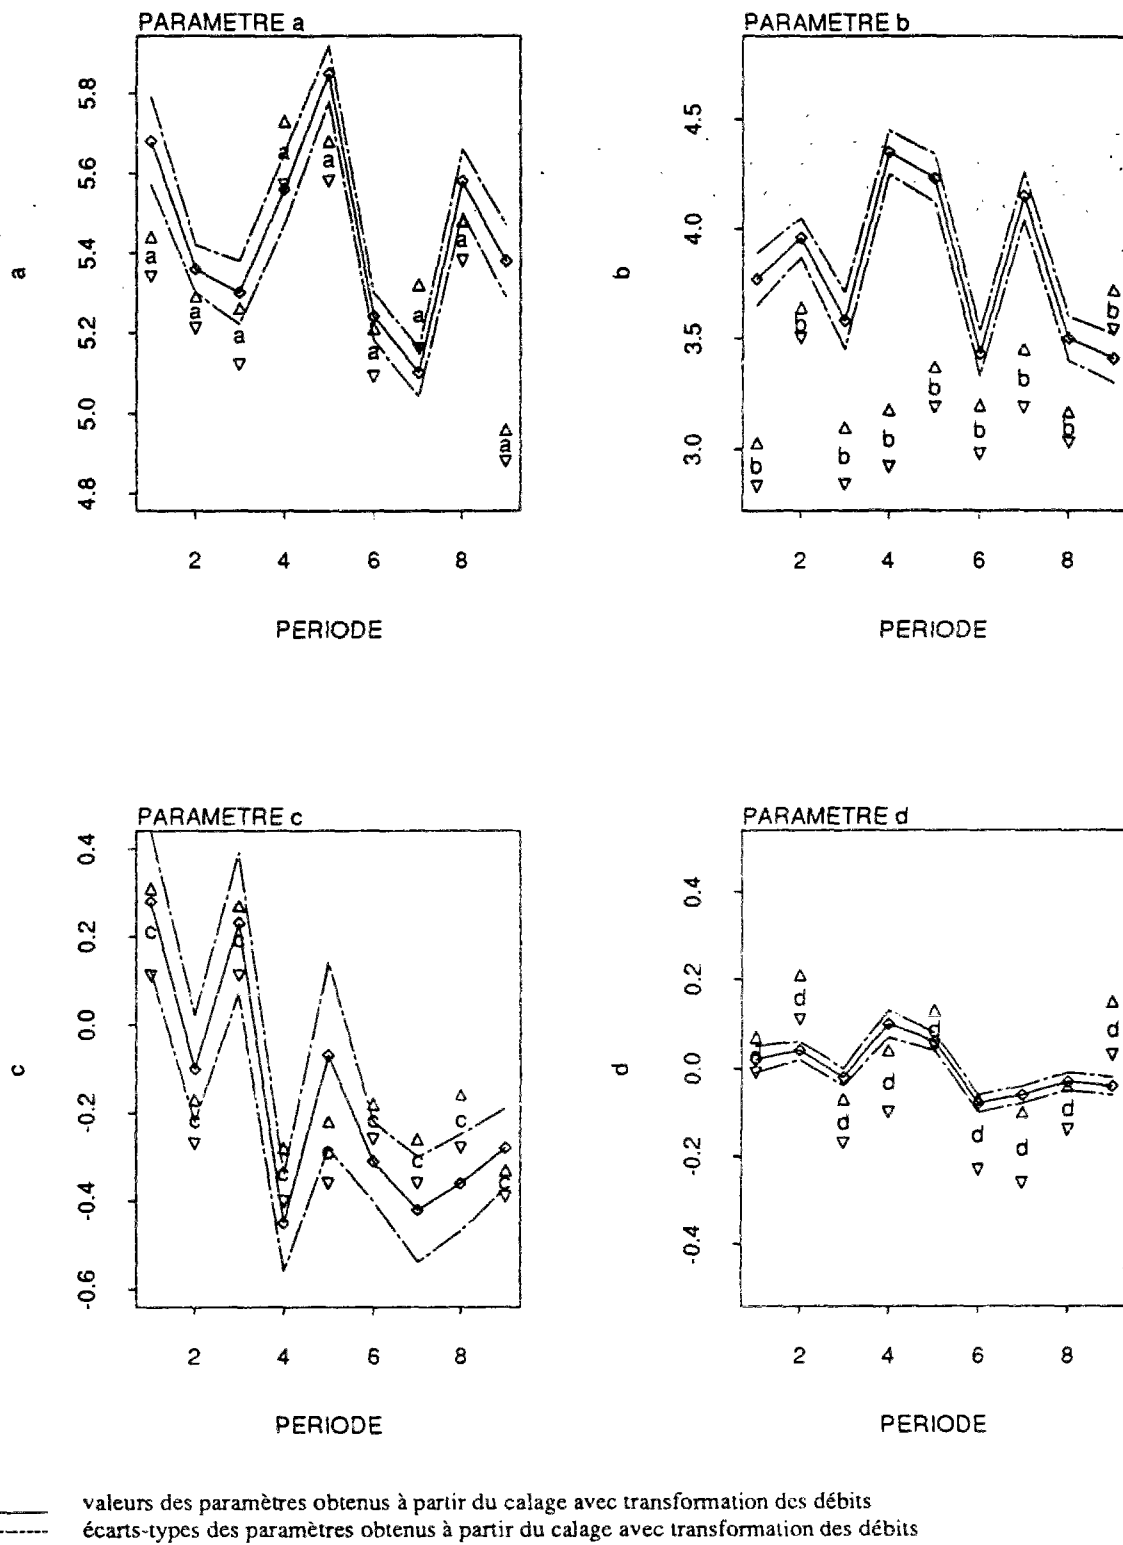 PARAMETRE a
PARAMETRE b
5.8
5.6
5.4
5.2
5.0
4.8
a
a
a
a
a
a
a
a
a
a
2 4 6 8
PERIODE
4.5
4.0
3.5
3.0
b
b
b
b
b
b
b
b
b
b
2 4 6 8
PERIODE
PARAMETRE c
PARAMETRE d
0.4
0.2
0.0
-0.2
-0.4
-0.6
c
c
c
c
c
c
c
c
c
c
2 4 6 8
PERIODE
0.4
0.2
0.0
-0.2
-0.4
d
d
d
d
d
d
d
d
d
2 4 6 8
PERIODE
valeurs des paramètres obtenus à partir du calage avec transformation des débits
écarts-types des paramètres obtenus à partir du calage avec transformation des débits